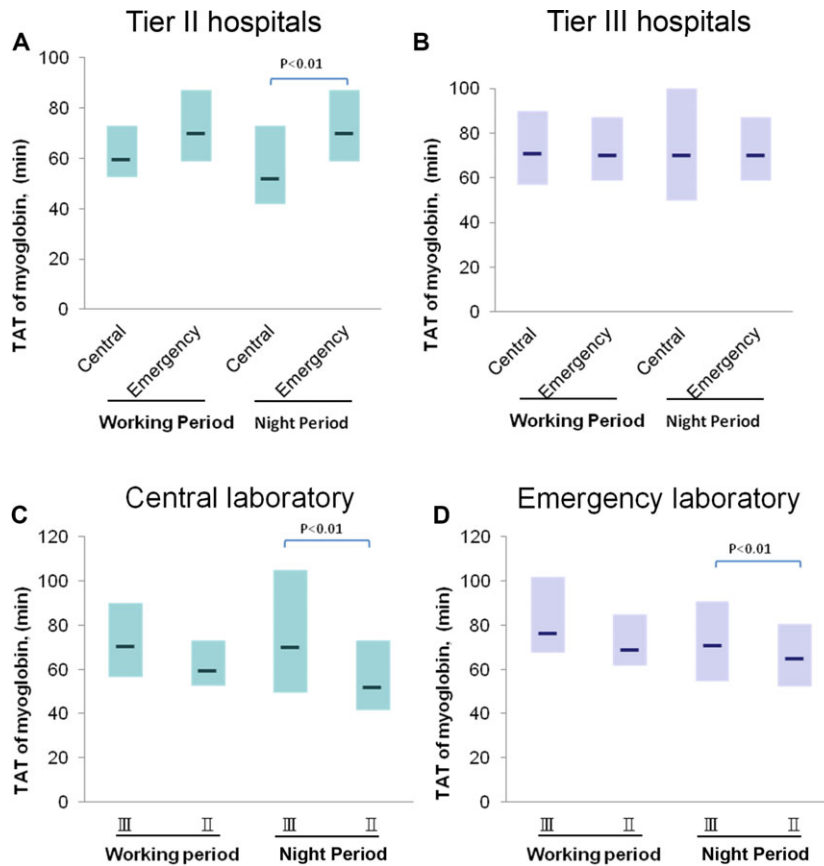 Tier II hospitals
A
TAT of myoglobin, (min)
100
80
60
40
20
0
P<0.01
Central
Emergency
Central
Emergency
Working Period
Night Period
Tier III hospitals
B
TAT of myoglobin, (min)
100
80
60
40
20
0
Central
Emergency
Central
Emergency
Working Period
Night Period
Central laboratory
C
TAT of myoglobin, (min)
120
100
80
60
40
20
0
P<0.01
Ⅲ Ⅱ Ⅲ Ⅱ
Working period Night Period
Emergency laboratory
D
TAT of myoglobin, (min)
120
100
80
60
40
20
0
P<0.01
Ⅲ Ⅱ Ⅲ Ⅱ
Working period Night Period